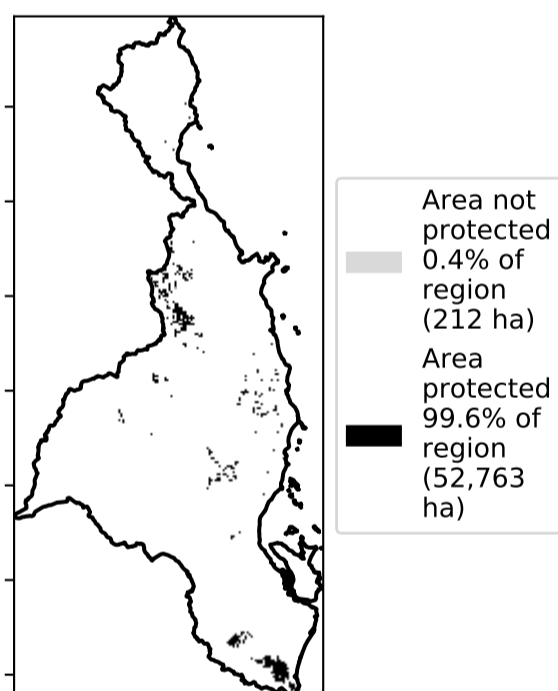 Area not
protected
0.4% of
region
(212 ha)
Area
protected
99.6% of
region
(52,763
ha)